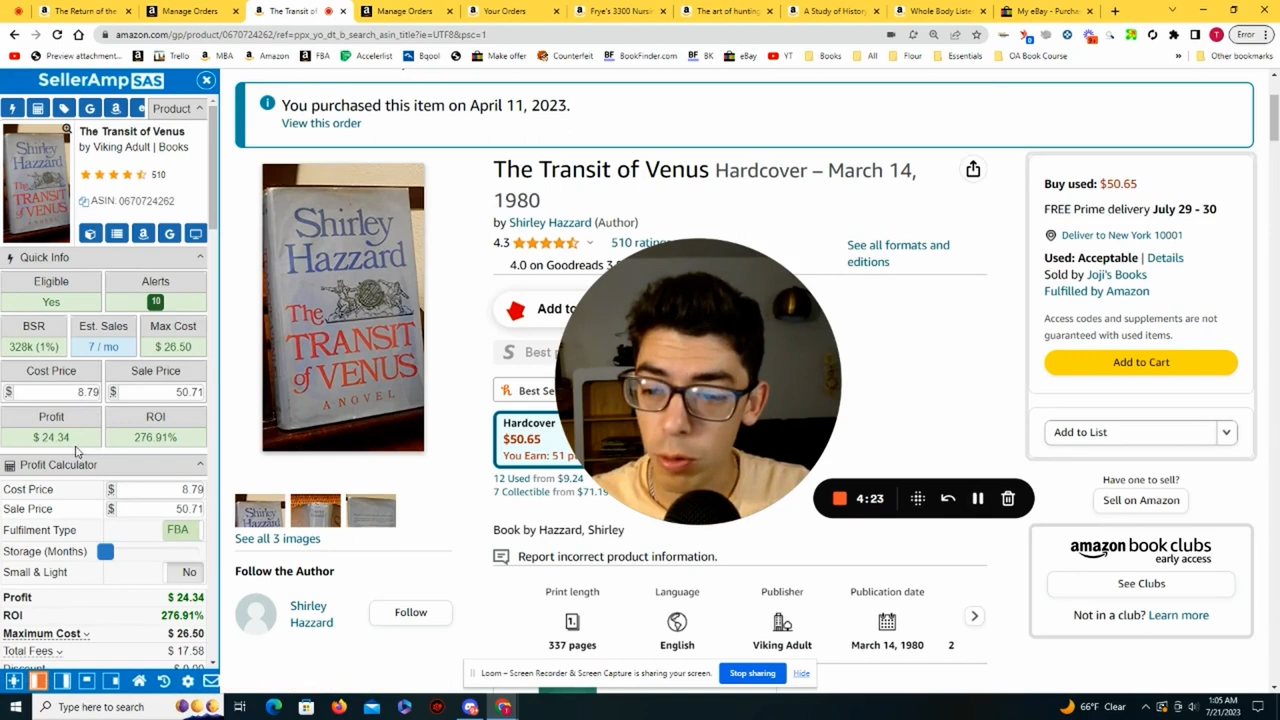 The Return of the
Manage Orders
The Transit of
Manage Orders
Your Orders
Frye's 3300 Nursi
The art of hunting
A Study of History
Whole Body Liste
My eBay - Purcha
amazon.com/gp/product/0670724262/ref=ppx_yo_dt_b_search_asin_title?ie=UTF8&psc=1
Error
Preview attachment...
Trello
MBA
Amazon
FBA
Accelerlist
Bqool
Make offer
Counterfeit
BookFinder.com
BK
eBay
YT
Books
All
Flour
Essentials
OA Book Course
Other bookmarks
SellerAmp SAS
Product
The Transit of Venus
by Viking Adult | Books
510
ASIN: 0670724262
Quick Info
Eligible
Alerts
Yes
10
BSR
Est. Sales
Max Cost
328k (1%)
7 / mo
$ 26.50
Cost Price
Sale Price
$ 8.79
$ 50.71
Profit
ROI
$ 24.34
276.91%
Profit Calculator
Cost Price $ 8.79
Sale Price $ 50.71
Fulfilment Type FBA
Storage (Months)
Small & Light No
Profit $ 24.34
ROI 276.91%
Maximum Cost $ 26.50
Total Fees $ 17.58
Discount $ 0.00
You purchased this item on April 11, 2023.
View this order
Shirley
Hazzard
The
TRANSIT
of VENUS
A NOVEL
See all 3 images
Follow the Author
Shirley
Hazzard
Follow
The Transit of Venus Hardcover – March 14,
1980
by Shirley Hazzard (Author)
4.3
510 ratings
4.0 on Goodreads
See all formats and
editions
Add to
Best
Best Se
Hardcover
$50.65
You Earn: 51
12 Used from $9.24
7 Collectible from $71.19
Book by Hazzard, Shirley
Report incorrect product information.
Print length
Language
Publisher
Publication date
337 pages
English
Viking Adult
March 14, 1980
2
4:23
Loom – Screen Recorder & Screen Capture is sharing your screen.
Stop sharing
Hide
Buy used: $50.65
FREE Prime delivery July 29 - 30
Deliver to New York 10001
Used: Acceptable | Details
Sold by Joji's Books
Fulfilled by Amazon
Access codes and supplements are not
guaranteed with used items.
Add to Cart
Add to List
Have one to sell?
Sell on Amazon
amazon book clubs
early access
See Clubs
Not in a club? Learn more
Type here to search
66°F Clear
1:05 AM
7/21/2023